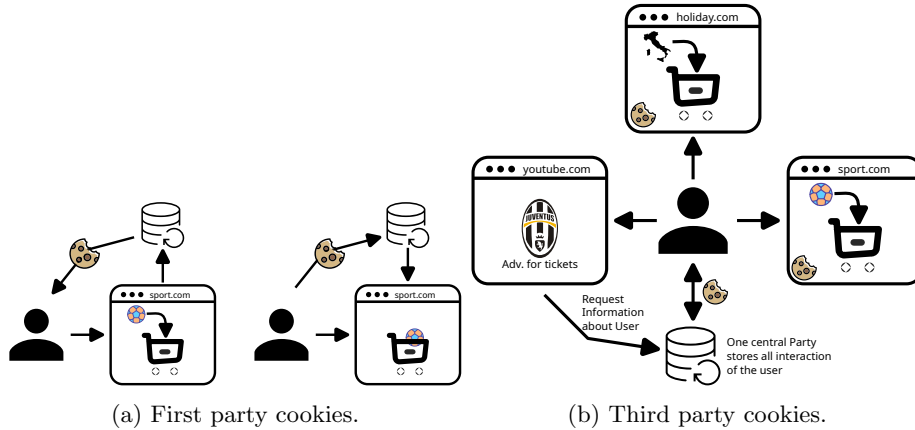 holiday.com
youtube.com
sport.com
JUVENTUS
Adv. for tickets
sport.com
sport.com
Request
Information
about User
One central Party
stores all interaction
of the user
(a) First party cookies.
(b) Third party cookies.